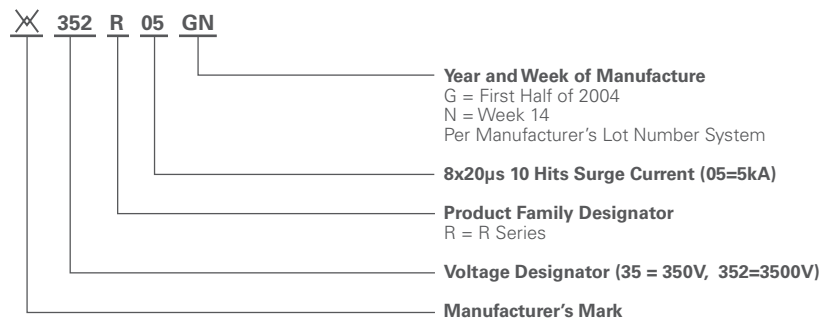 352 R 05 GN
Year and Week of Manufacture
G = First Half of 2004
N = Week 14
Per Manufacturer’s Lot Number System
8x20μs 10 Hits Surge Current (05=5kA)
Product Family Designator
R = R Series
Voltage Designator (35 = 350V, 352=3500V)
Manufacturer’s Mark